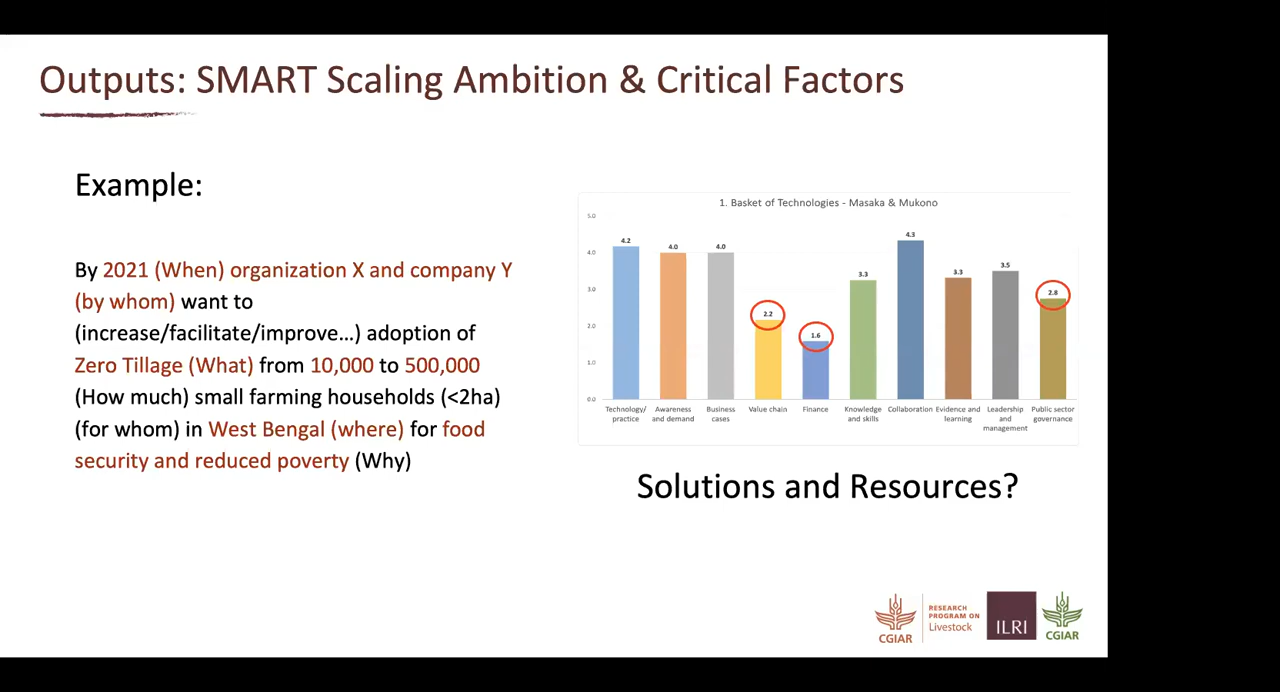 Outputs: SMART Scaling Ambition & Critical Factors
Example:
By 2021 (When) organization X and company Y
(by whom) want to
(increase/facilitate/improve…) adoption of
Zero Tillage (What) from 10,000 to 500,000
(How much) small farming households (<2ha)
(for whom) in West Bengal (where) for food
security and reduced poverty (Why)
1. Basket of Technologies - Masaka & Mukono
5.0
4.0
3.0
2.0
1.0
0.0
4.2
4.0
4.0
2.2
1.6
3.3
4.3
3.3
3.5
2.8
Technology/
practice
Awareness
and demand
Business
cases
Value chain
Finance
Knowledge
and skills
Collaboration
Evidence and
learning
Leadership
and
management
Public sector
governance
Solutions and Resources?
CGIAR
RESEARCH
PROGRAM ON
Livestock
ILRI
CGIAR